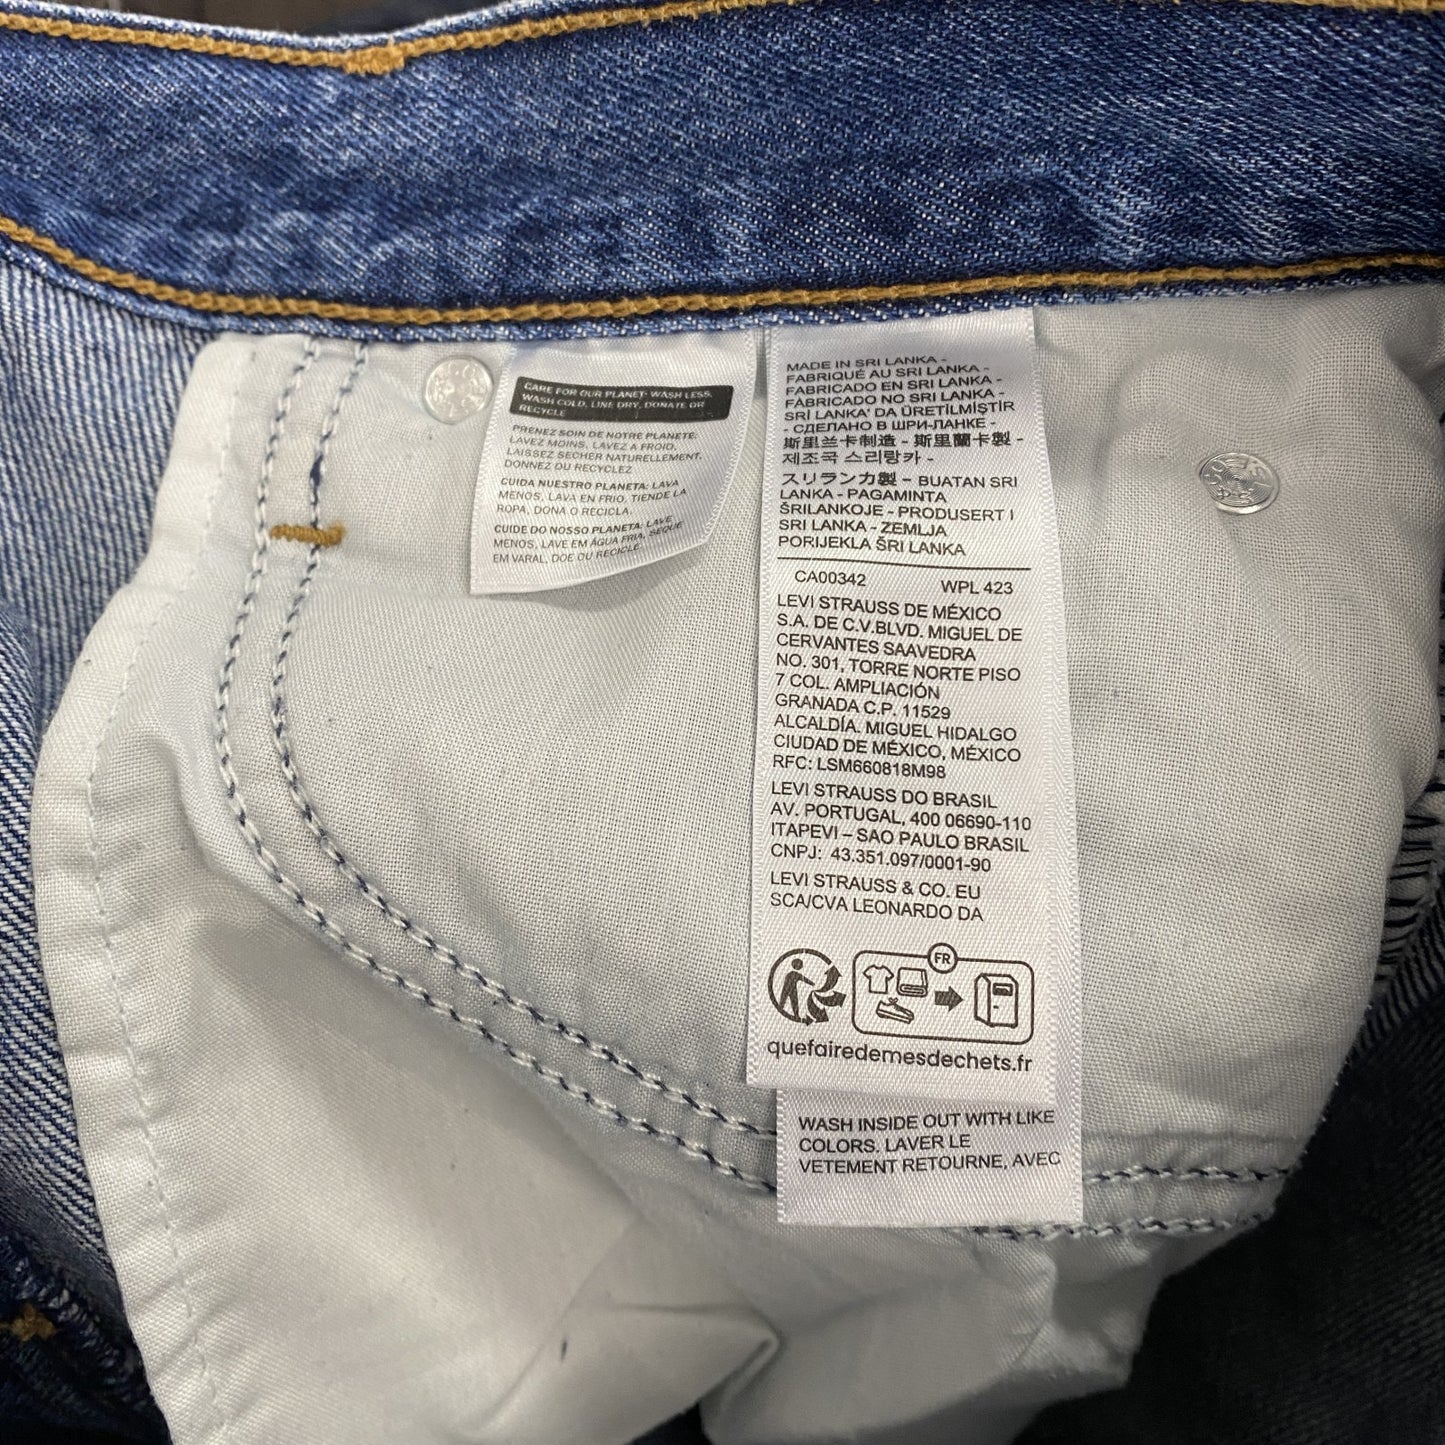 CARE FOR OUR PLANET: WASH LESS,
WASH COLD, LINE DRY, DONATE OR
RECYCLE
PRENEZ SOIN DE NOTRE PLANETE:
LAVEZ MOINS, LAVEZ A FROID,
LAISSEZ SECHER NATURELLEMENT,
DONNEZ OU RECYCLEZ
CUIDA NUESTRO PLANETA: LAVA
MENOS, LAVA EN FRIO, TIENDE LA
ROPA, DONA O RECICLA.
CUIDE DO NOSSO PLANETA: LAVE
MENOS, LAVE EM ÁGUA FRIA, SEQUE
EM VARAL, DOE OU RECICLE.
MADE IN SRI LANKA -
FABRIQUÉ AU SRI LANKA -
FABRICADO EN SRI LANKA -
FABRICADO NO SRI LANKA -
SRİ LANKA' DA ÜRETİLMİŞTİR
- СДЕЛАНО В ШРИ-ЛАНКЕ -
斯里兰卡制造 - 斯里蘭卡製 -
제조국 스리랑카 -
スリランカ製 - BUATAN SRI
LANKA - PAGAMINTA
ŠRILANKOJE - PRODUSERT I
SRI LANKA - ZEMLJA
PORIJEKLA ŠRI LANKA
CA00342 WPL 423
LEVI STRAUSS DE MÉXICO
S.A. DE C.V.BLVD. MIGUEL DE
CERVANTES SAAVEDRA
NO. 301, TORRE NORTE PISO
7 COL. AMPLIACIÓN
GRANADA C.P. 11529
ALCALDÍA. MIGUEL HIDALGO
CIUDAD DE MÉXICO, MÉXICO
RFC: LSM660818M98
LEVI STRAUSS DO BRASIL
AV. PORTUGAL, 400 06690-110
ITAPEVI – SAO PAULO BRASIL
CNPJ: 43.351.097/0001-90
LEVI STRAUSS & CO. EU
SCA/CVA LEONARDO DA
FR
quefairedemesdechets.fr
WASH INSIDE OUT WITH LIKE
COLORS. LAVER LE
VETEMENT RETOURNE, AVEC